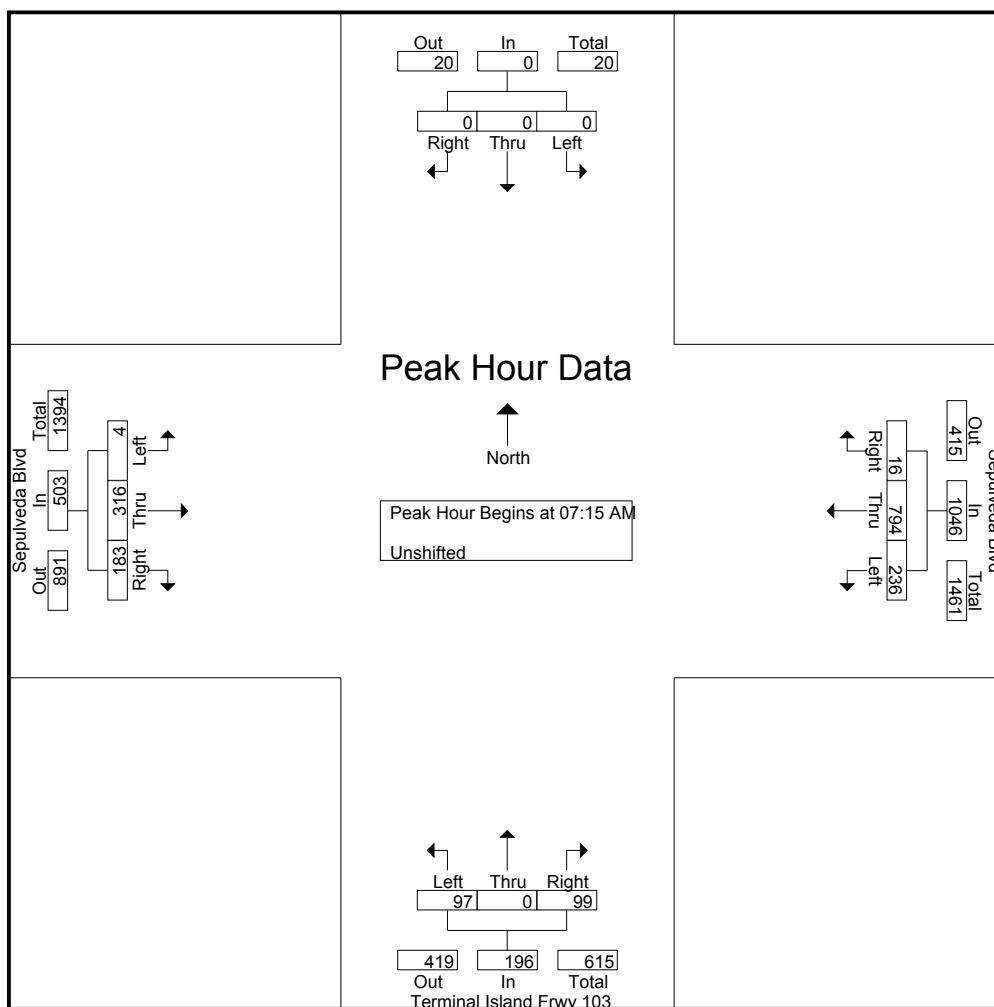 Out In Total
20 0 20
0 0 0
Right Thru Left
Peak Hour Data
North
Peak Hour Begins at 07:15 AM
Unshifted
Sepulveda Blvd
Total In Out
1394 503 891
4 316 183
Left Thru Right
Right Thru Left
16 794 236
415 1046 1461
Out In Total
Sepulveda Blvd
Left Thru Right
97 0 99
419 196 615
Out In Total
Terminal Island Frwy 103